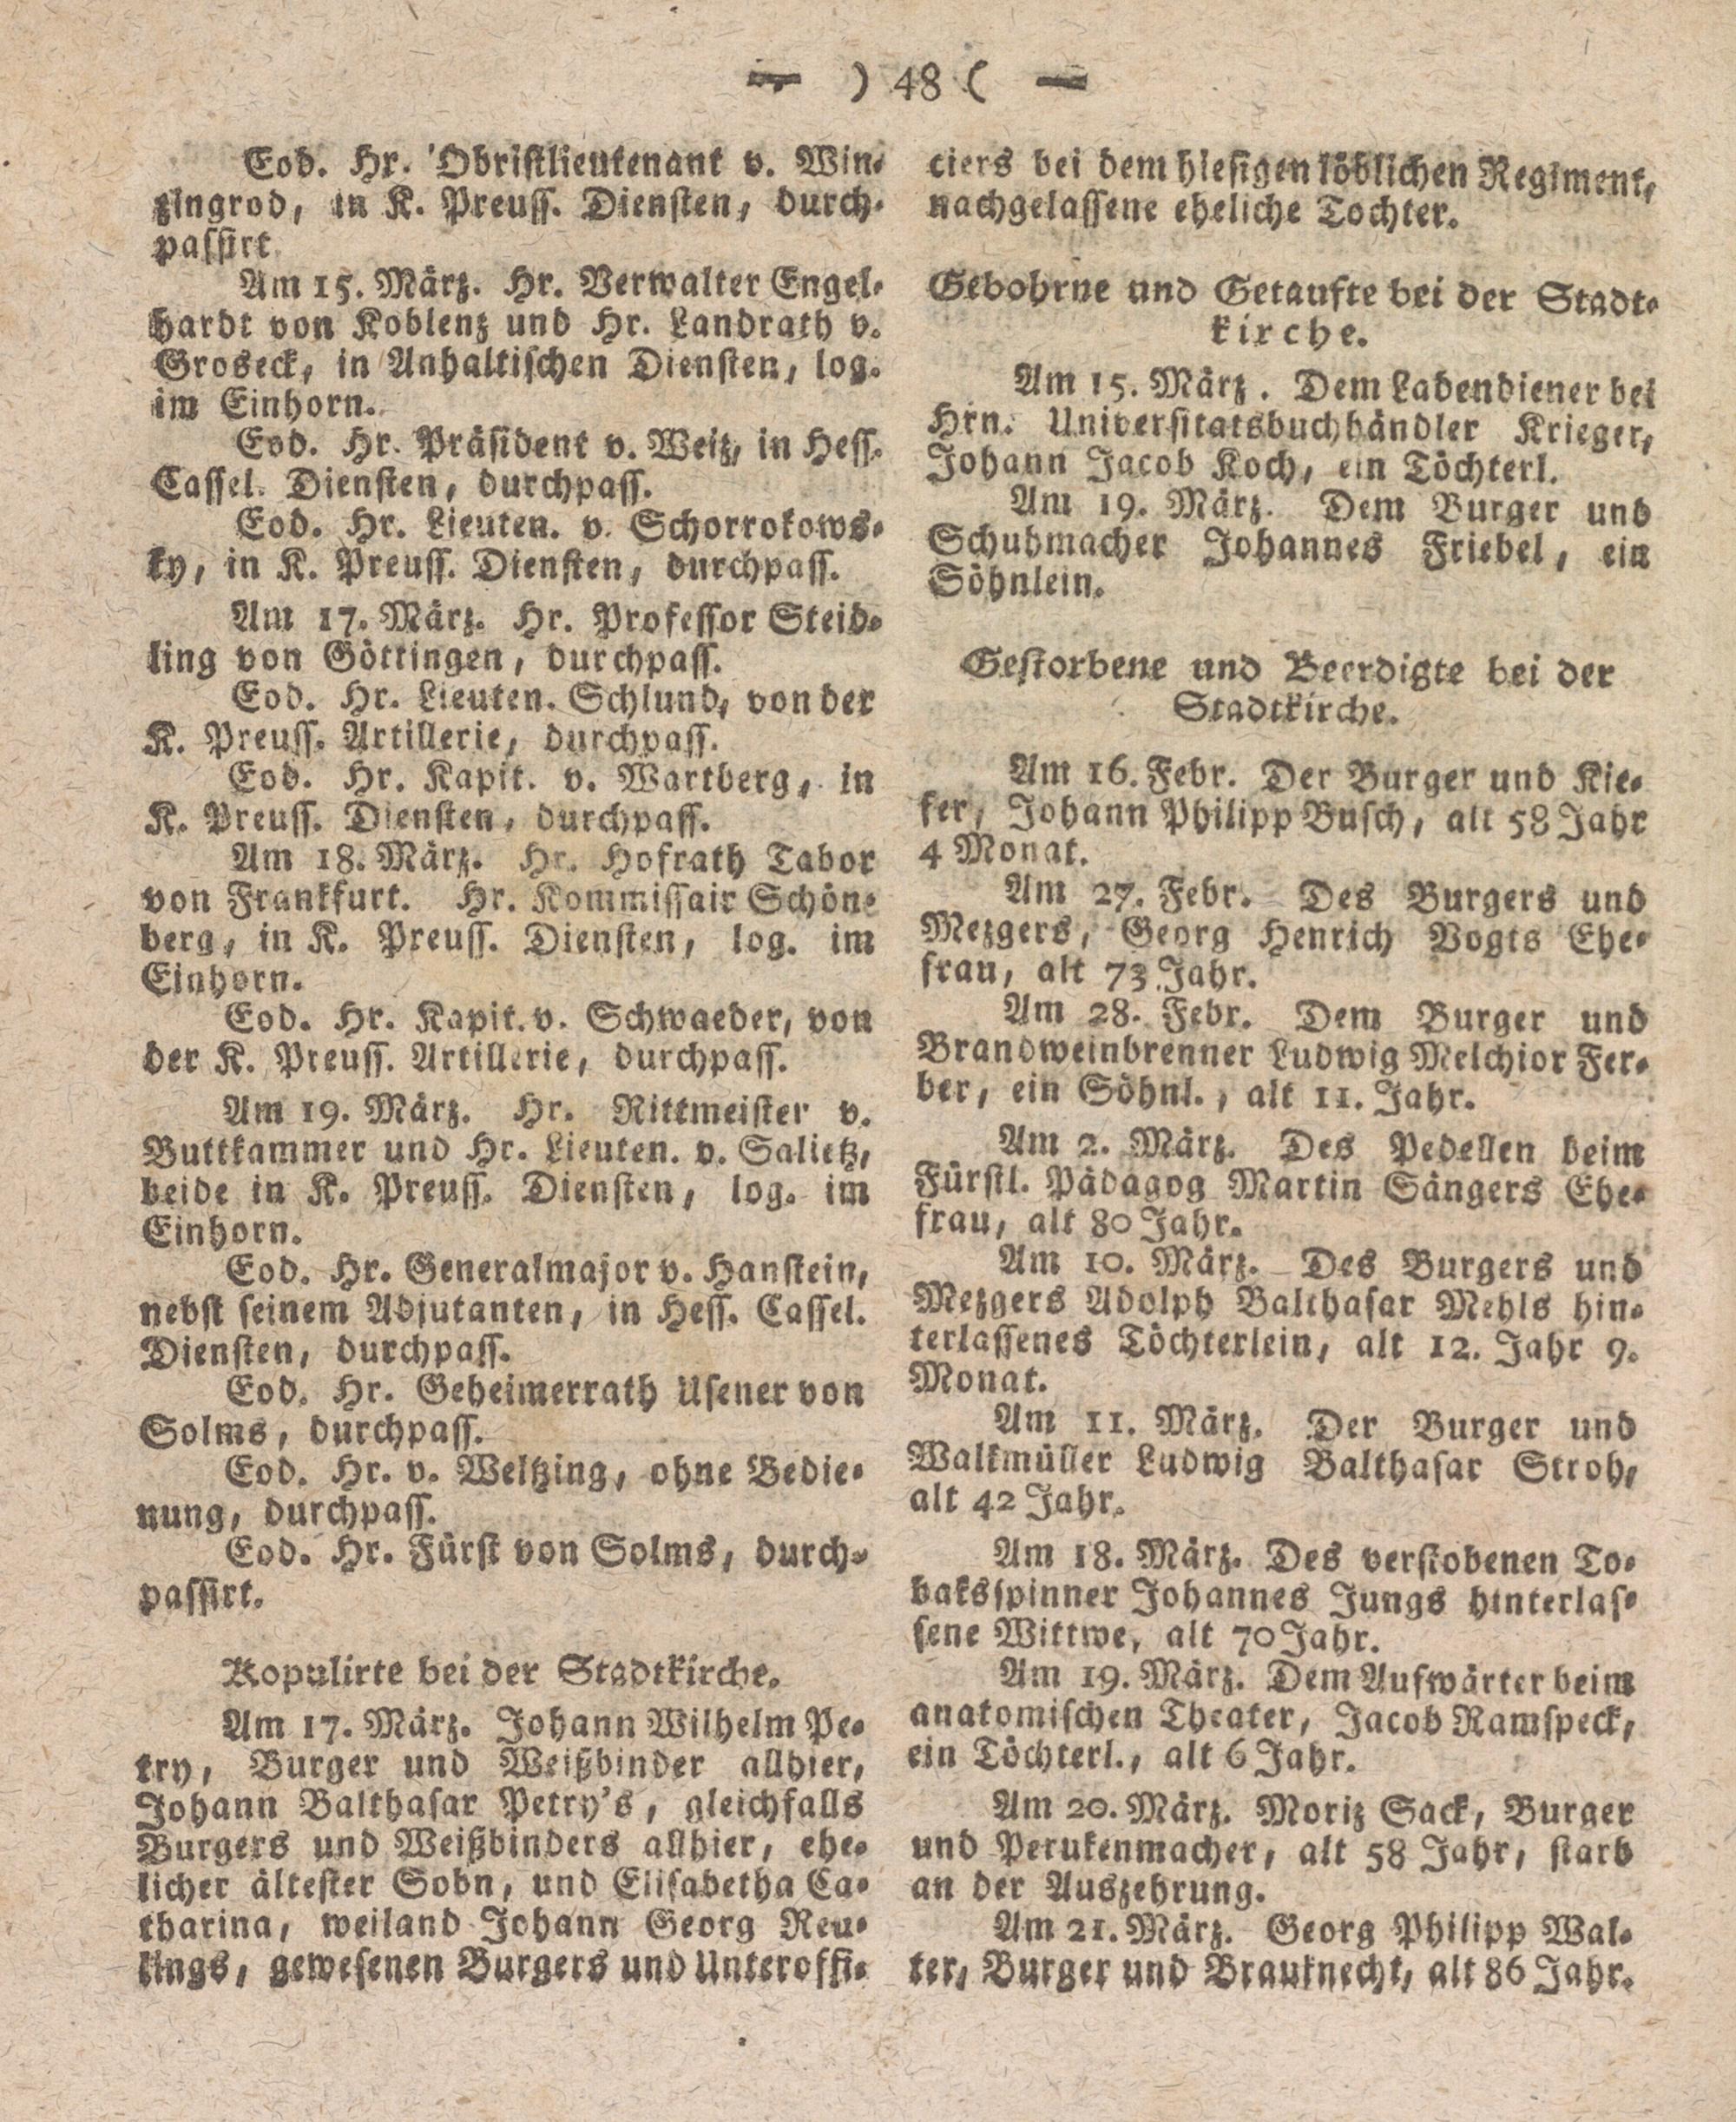 — ) 48 ( —
Eod. Hr. Obristlieutenant v. Win-
zingrod, in K. Preuss. Diensten, durch-
passirt
Am 15. März. Hr. Verwalter Engel-
hardt von Koblenz und Hr. Landrath v.
Groseck, in Anhaltischen Diensten, log.
im Einhorn.
Eod. Hr. Präsident v. Weitz, in Hess.
Cassel. Diensten, durchpass.
Eod. Hr. Lieuten. v. Schorrokows-
ky, in K. Preuss. Diensten, durchpass.
Am 17. März. Hr. Professor Steid-
ling von Göttingen, durchpass.
Eod. Hr. Lieuten. Schlund, von der
K. Preuss. Artillerie, durchpass.
Eod. Hr. Kapit. v. Wartberg, in
K. Preuss. Diensten, durchpass.
Am 18. März. Hr. Hofrath Tabor
von Frankfurt. Hr. Kommissair Schön-
berg, in K. Preuss. Diensten, log. im
Einhorn.
Eod. Hr. Kapit. v. Schwaeder, von
der K. Preuss. Artillerie, durchpass.
Am 19. März. Hr. Rittmeister v.
Buttkammer und Hr. Lieuten. v. Salietz,
beide in K. Preuss. Diensten, log. im
Einhorn.
Eod. Hr. Generalmajor v. Hanstein,
nebst seinem Adjutanten, in Hess. Cassel.
Diensten, durchpass.
Eod. Hr. Geheimerrath Usener von
Solms, durchpass.
Eod. Hr. v. Weltzing, ohne Bedie-
nung, durchpass.
Eod. Hr. Fürst von Solms, durch-
passirt.
Kopulirte bei der Stadtkirche.
Am 17. März. Johann Wilhelm Pe-
try, Burger und Weißbinder allhier,
Johann Balthasar Petry's, gleichfalls
Burgers und Weißbinders allhier, ehe-
licher ältester Sohn, und Elisabetha Ca-
tharina, weiland Johann Georg Reu-
lings, gewesenen Burgers und Unteroffi-
ciers bei dem hiesigen löblichen Regiment,
nachgelassene eheliche Tochter.
Gebohrne und Getaufte bei der Stadt-
kirche.
Am 15. März. Dem Ladendiener bei
Hrn. Universitatsbuchhändler Krieger,
Johann Jacob Koch, ein Töchterl.
Am 19. März. Dem Burger und
Schuhmacher Johannes Friebel, ein
Söhnlein.
Gestorbene und Beerdigte bei der
Stadtkirche.
Am 16. Febr. Der Burger und Kie-
fer, Johann Philipp Busch, alt 58 Jahr
4 Monat.
Am 27. Febr. Des Burgers und
Mezgers, Georg Henrich Vogts Ehe-
frau, alt 73 Jahr.
Am 28. Febr. Dem Burger und
Brandweinbrenner Ludwig Melchior Fer-
ber, ein Söhnl., alt 11. Jahr.
Am 2. März. Des Pedellen beim
Fürstl. Pädagog Martin Sängers Ehe-
frau, alt 80 Jahr.
Am 10. März. Des Burgers und
Mezgers Adolph Balthasar Mehls hin-
terlassenes Töchterlein, alt 12. Jahr 9.
Monat.
Am 11. März. Der Burger und
Walkmüller Ludwig Balthasar Stroh,
alt 42 Jahr.
Am 18. März. Des verstobenen To-
baksspinner Johannes Jungs hinterlas-
sene Wittwe, alt 70 Jahr.
Am 19. März. Dem Aufwärter beim
anatomischen Theater, Jacob Ramspeck,
ein Töchterl., alt 6 Jahr.
Am 20. März. Moriz Sack, Burger
und Perukenmacher, alt 58 Jahr, starb
an der Auszehrung.
Am 21. März. Georg Philipp Wal-
ter, Burger und Brauknecht, alt 86 Jahr.